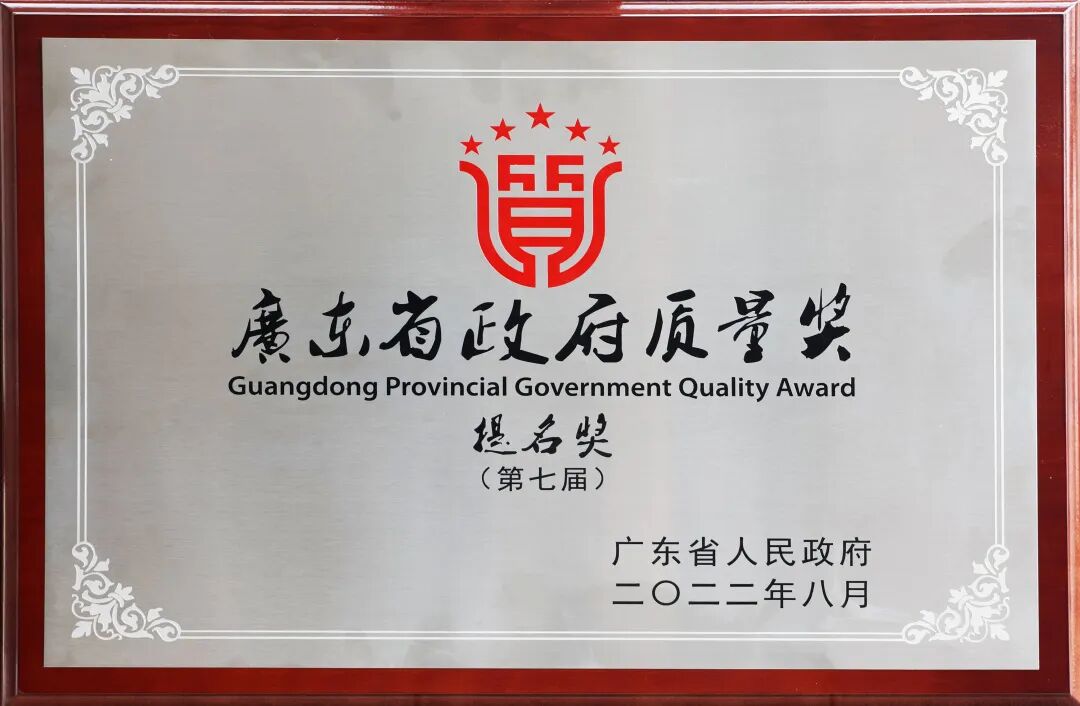 質
廣东省政府质量奖
Guangdong Provincial Government Quality Award
提名奖
（第七届）
广东省人民政府
二〇二二年八月